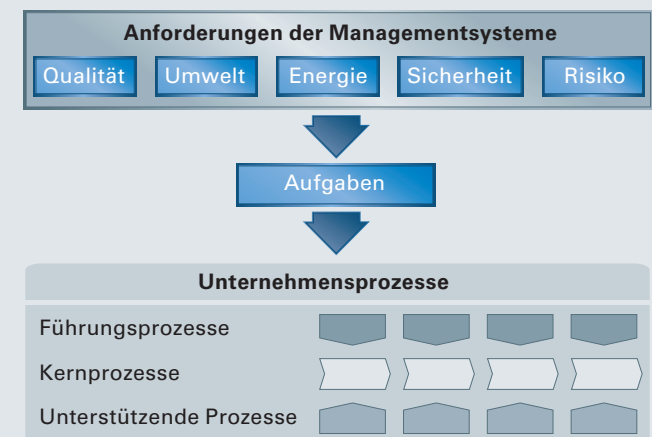 Anforderungen der Managementsysteme
Qualität Umwelt Energie Sicherheit Risiko
Aufgaben
Unternehmensprozesse
Führungsprozesse
Kernprozesse
Unterstützende Prozesse